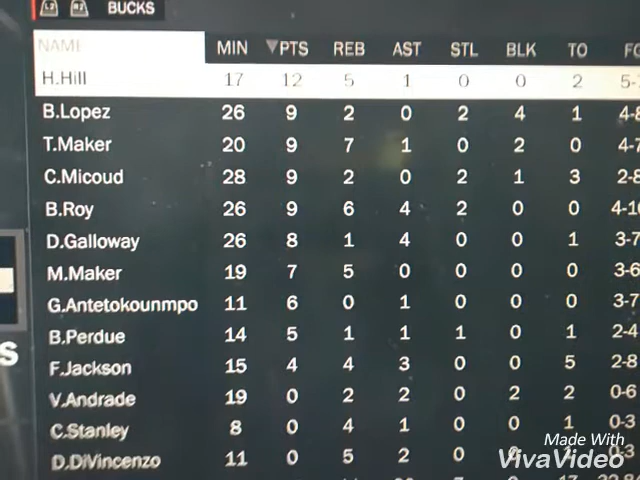 L2 R2 BUCKS
NAME MIN ▼PTS REB AST STL BLK TO
H.Hill 17 12 5 1 0 0 2
B.Lopez 26 9 2 0 2 4 1 4-8
T.Maker 20 9 7 1 0 2 0 4-7
C.Micoud 28 9 2 0 2 1 3 2-8
B.Roy 26 9 6 4 2 0 0
D.Galloway 26 8 1 4 0 0 1 3-7
M.Maker 19 7 5 0 0 0 0 3-6
G.Antetokounmpo 11 6 0 1 0 0 0 3-7
B.Perdue 14 5 1 1 1 0 1 2-4
F.Jackson 15 4 4 3 0 0 5 2-8
V.Andrade 19 0 2 2 0 2 2 0-6
C.Stanley 8 0 4 1 0 0 1 0-3
D.DiVincenzo 11 0 5 2 0 0-3
Made With
VivaVideo
S